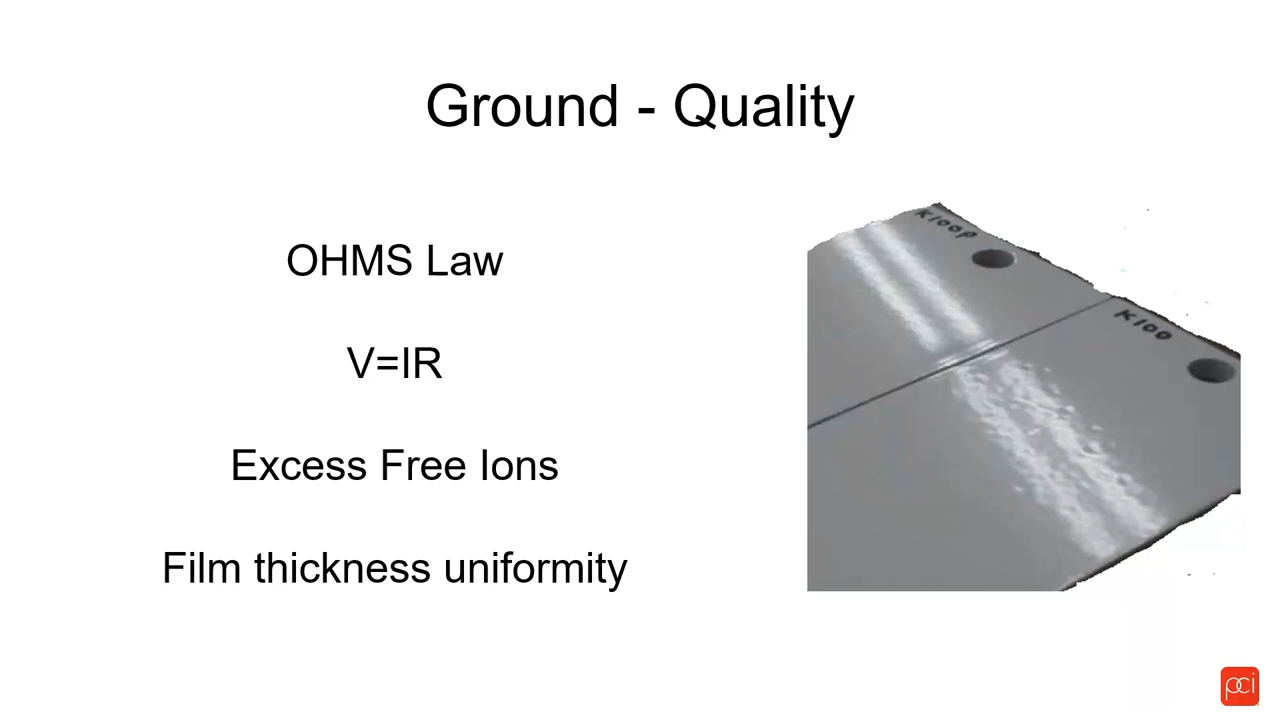 Ground - Quality
OHMS Law
V=IR
Excess Free Ions
Film thickness uniformity
K100P
K100
pci